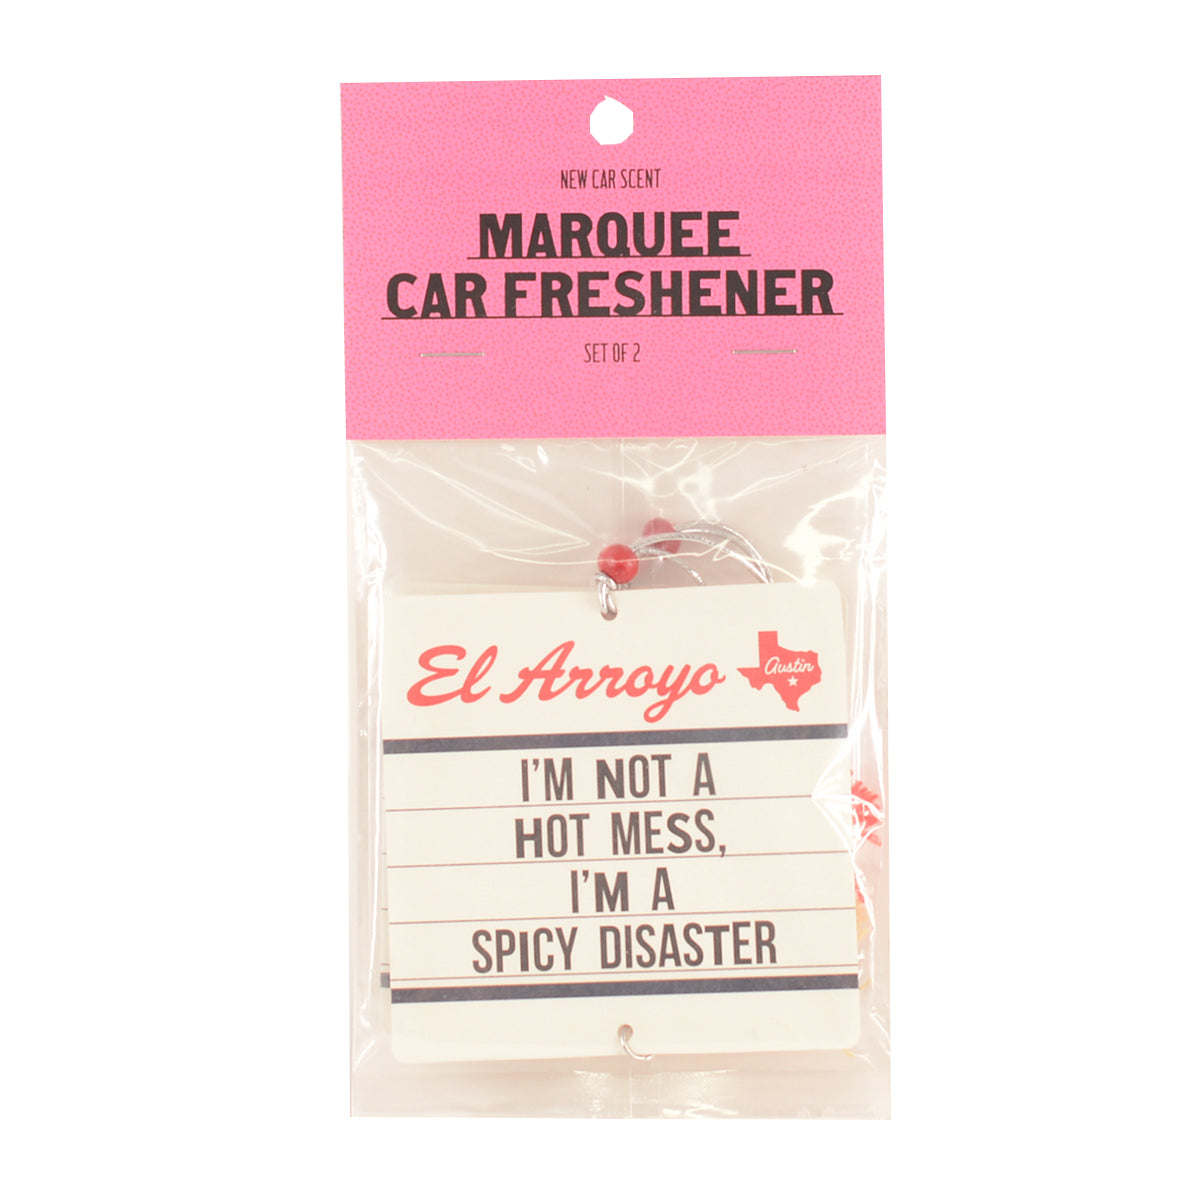 NEW CAR SCENT
MARQUEE
CAR FRESHENER
SET OF 2
El Arroyo
Austin
I'M NOT A
HOT MESS,
I'M A
SPICY DISASTER